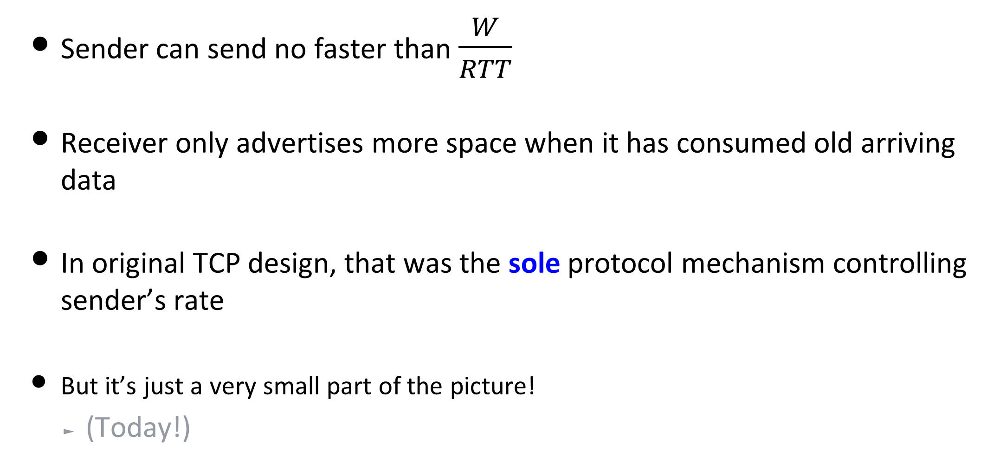 • Sender can send no faster than W/RTT
• Receiver only advertises more space when it has consumed old arriving
data
• In original TCP design, that was the sole protocol mechanism controlling
sender’s rate
• But it’s just a very small part of the picture!
► (Today!)